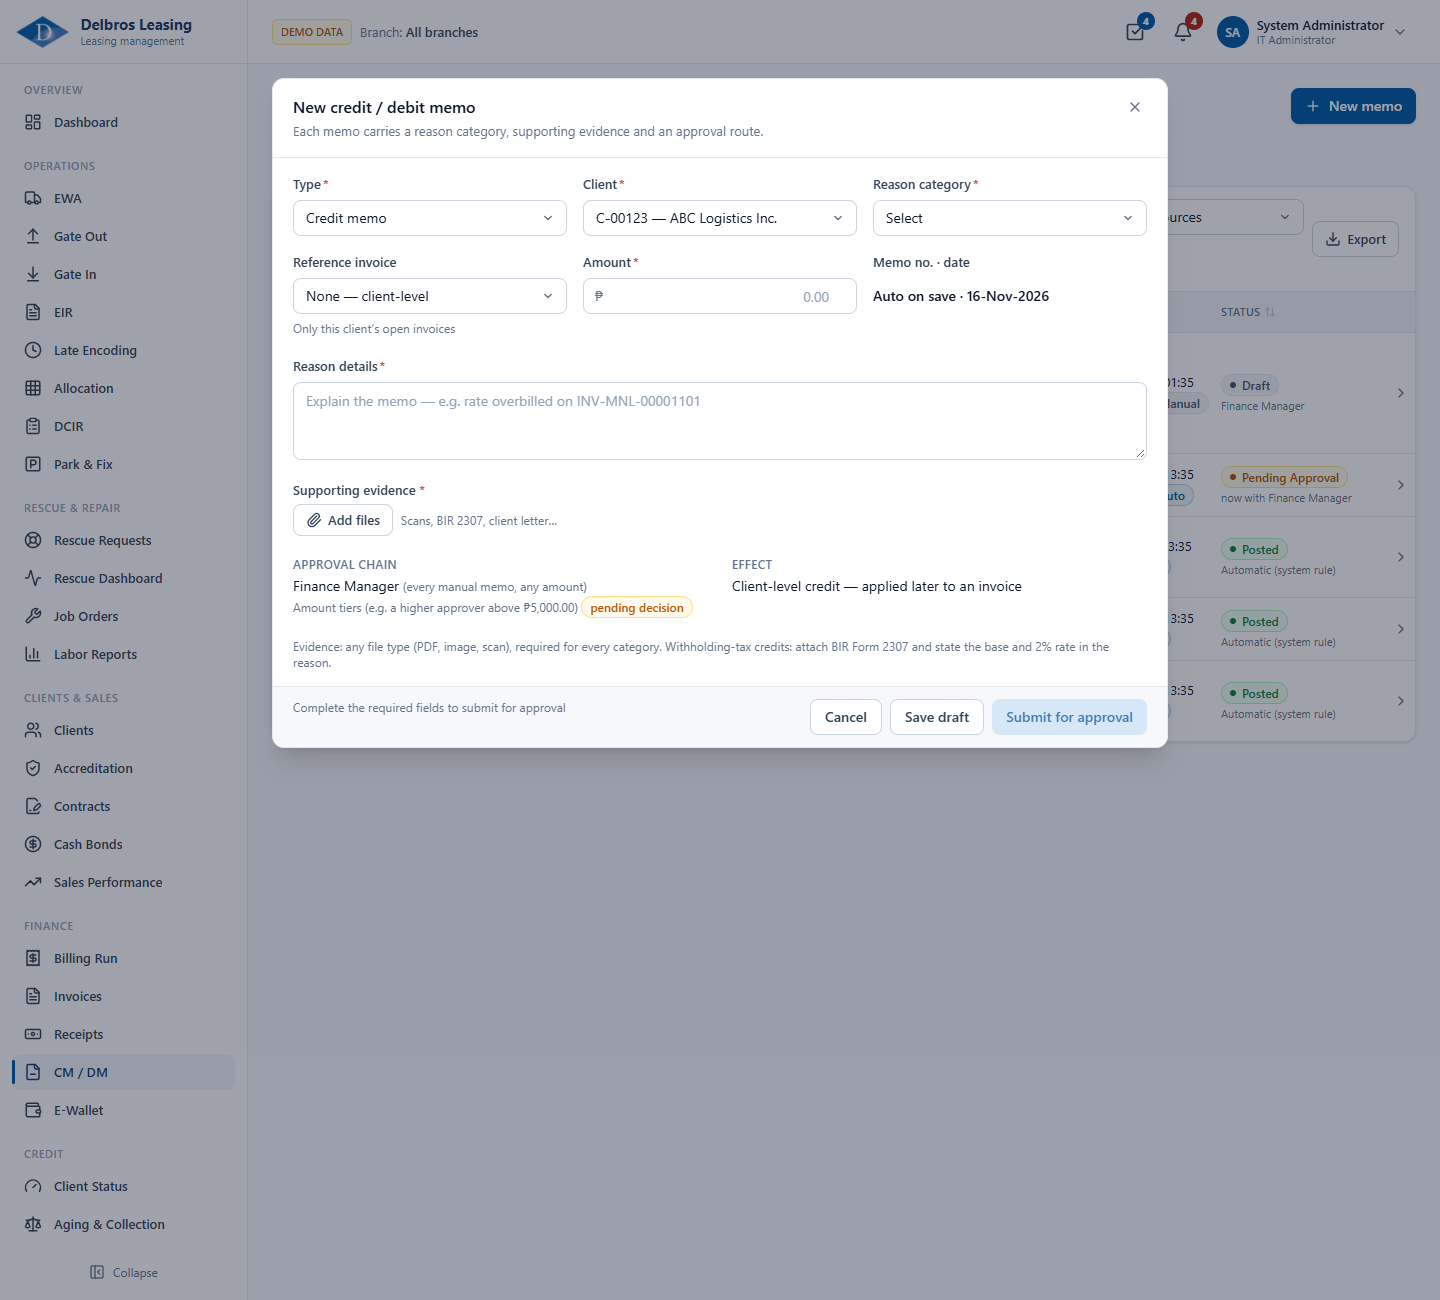 Delbros Leasing
Leasing management
DEMO DATA
Branch: All branches
4
4
SA
System Administrator
IT Administrator
OVERVIEW
Dashboard
OPERATIONS
EWA
Gate Out
Gate In
EIR
Late Encoding
Allocation
DCIR
Park & Fix
RESCUE & REPAIR
Rescue Requests
Rescue Dashboard
Job Orders
Labor Reports
CLIENTS & SALES
Clients
Accreditation
Contracts
Cash Bonds
Sales Performance
FINANCE
Billing Run
Invoices
Receipts
CM / DM
E-Wallet
CREDIT
Client Status
Aging & Collection
Collapse
New memo
New credit / debit memo
Each memo carries a reason category, supporting evidence and an approval route.
Type*
Client*
Reason category*
Credit memo
C-00123 — ABC Logistics Inc.
Select
Reference invoice
Amount*
Memo no. · date
None — client-level
₱ 0.00
Auto on save · 16-Nov-2026
Only this client's open invoices
Reason details*
Explain the memo — e.g. rate overbilled on INV-MNL-00001101
Supporting evidence *
Add files
Scans, BIR 2307, client letter…
APPROVAL CHAIN
Finance Manager (every manual memo, any amount)
Amount tiers (e.g. a higher approver above ₱5,000.00) pending decision
EFFECT
Client-level credit — applied later to an invoice
Evidence: any file type (PDF, image, scan), required for every category. Withholding-tax credits: attach BIR Form 2307 and state the base and 2% rate in the
reason.
Complete the required fields to submit for approval
Cancel
Save draft
Submit for approval
Export
STATUS
Draft
Finance Manager
Pending Approval
now with Finance Manager
Posted
Automatic (system rule)
Posted
Automatic (system rule)
Posted
Automatic (system rule)